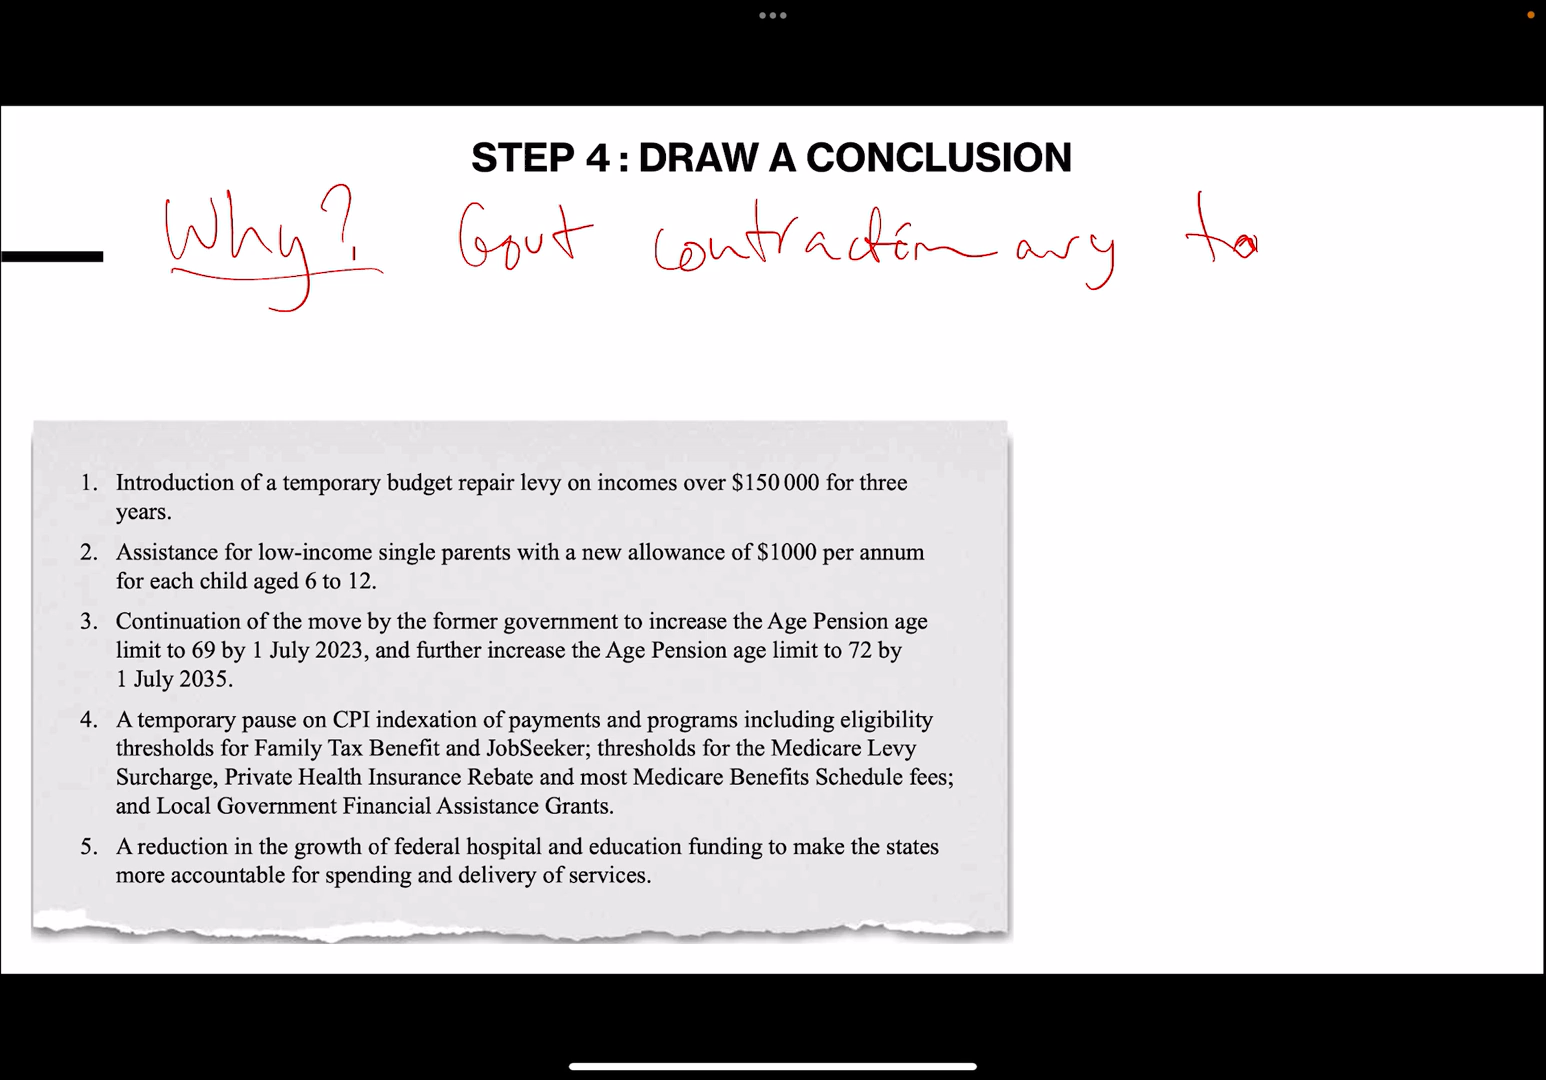 STEP 4 : DRAW A CONCLUSION
Why? Govt contractionary to
1. Introduction of a temporary budget repair levy on incomes over $150 000 for three
years.
2. Assistance for low-income single parents with a new allowance of $1000 per annum
for each child aged 6 to 12.
3. Continuation of the move by the former government to increase the Age Pension age
limit to 69 by 1 July 2023, and further increase the Age Pension age limit to 72 by
1 July 2035.
4. A temporary pause on CPI indexation of payments and programs including eligibility
thresholds for Family Tax Benefit and JobSeeker; thresholds for the Medicare Levy
Surcharge, Private Health Insurance Rebate and most Medicare Benefits Schedule fees;
and Local Government Financial Assistance Grants.
5. A reduction in the growth of federal hospital and education funding to make the states
more accountable for spending and delivery of services.